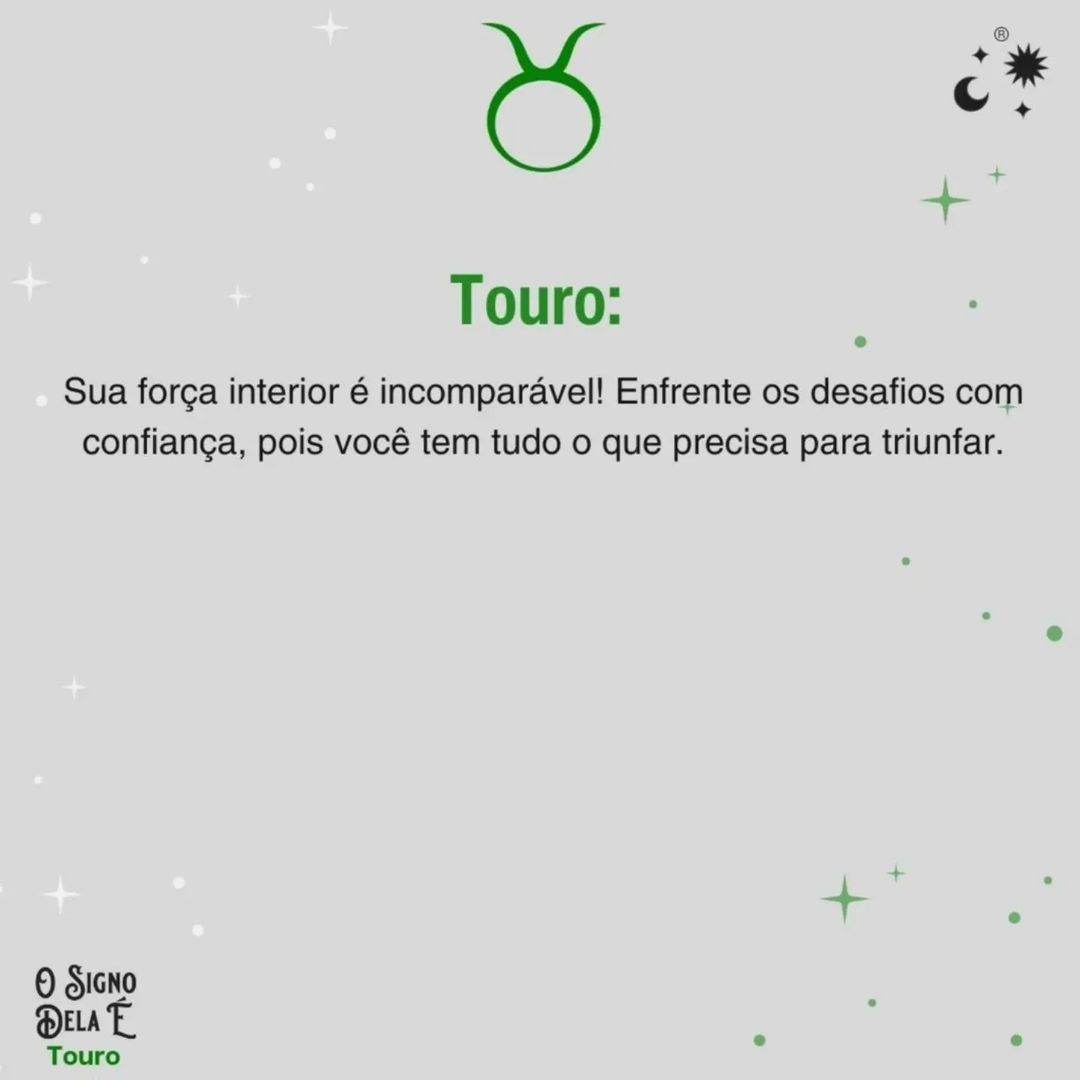 ®
Touro:
Sua força interior é incomparável! Enfrente os desafios com
confiança, pois você tem tudo o que precisa para triunfar.
O Signo
Dela É
Touro